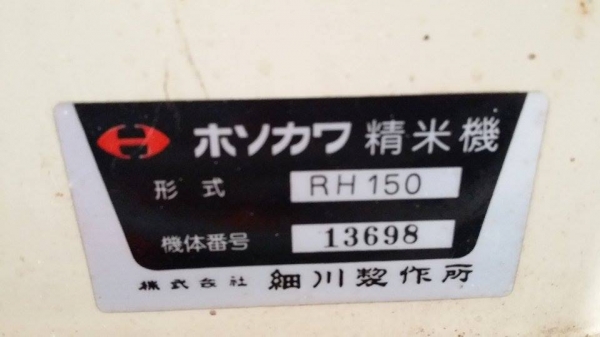 ホソカワ 精米機
形式 RH150
機体番号 13698
株式会社 細川製作所